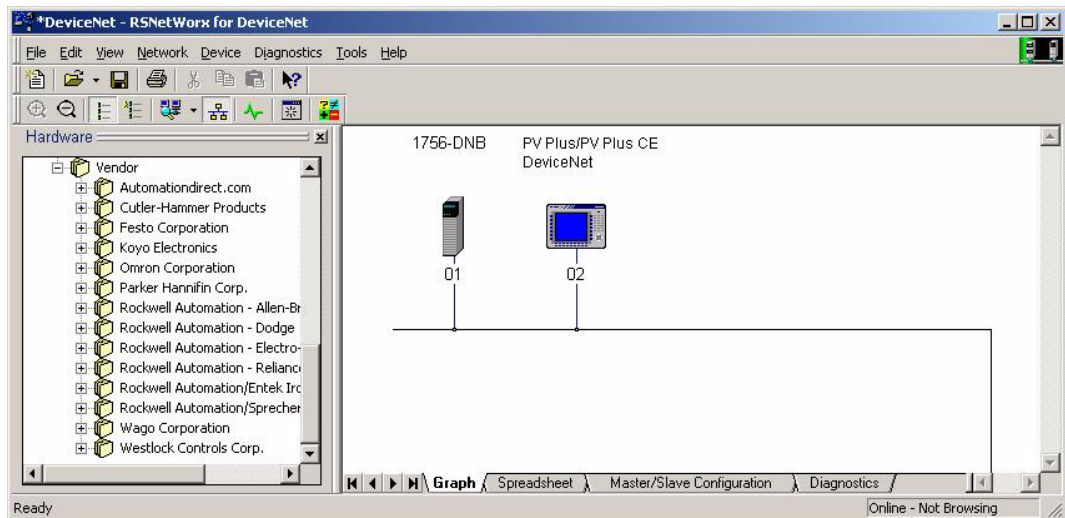 *DeviceNet - RSNetWorx for DeviceNet
File Edit View Network Device Diagnostics Tools Help
Hardware
Vendor
Automationdirect.com
Cutler-Hammer Products
Festo Corporation
Koyo Electronics
Omron Corporation
Parker Hannifin Corp.
Rockwell Automation - Allen-Br
Rockwell Automation - Dodge
Rockwell Automation - Electro-
Rockwell Automation - Relianc
Rockwell Automation/Entek Irc
Rockwell Automation/Sprecher
Wago Corporation
Westlock Controls Corp.
1756-DNB
PV Plus/PV Plus CE
DeviceNet
01
02
Graph Spreadsheet Master/Slave Configuration Diagnostics
Ready
Online - Not Browsing